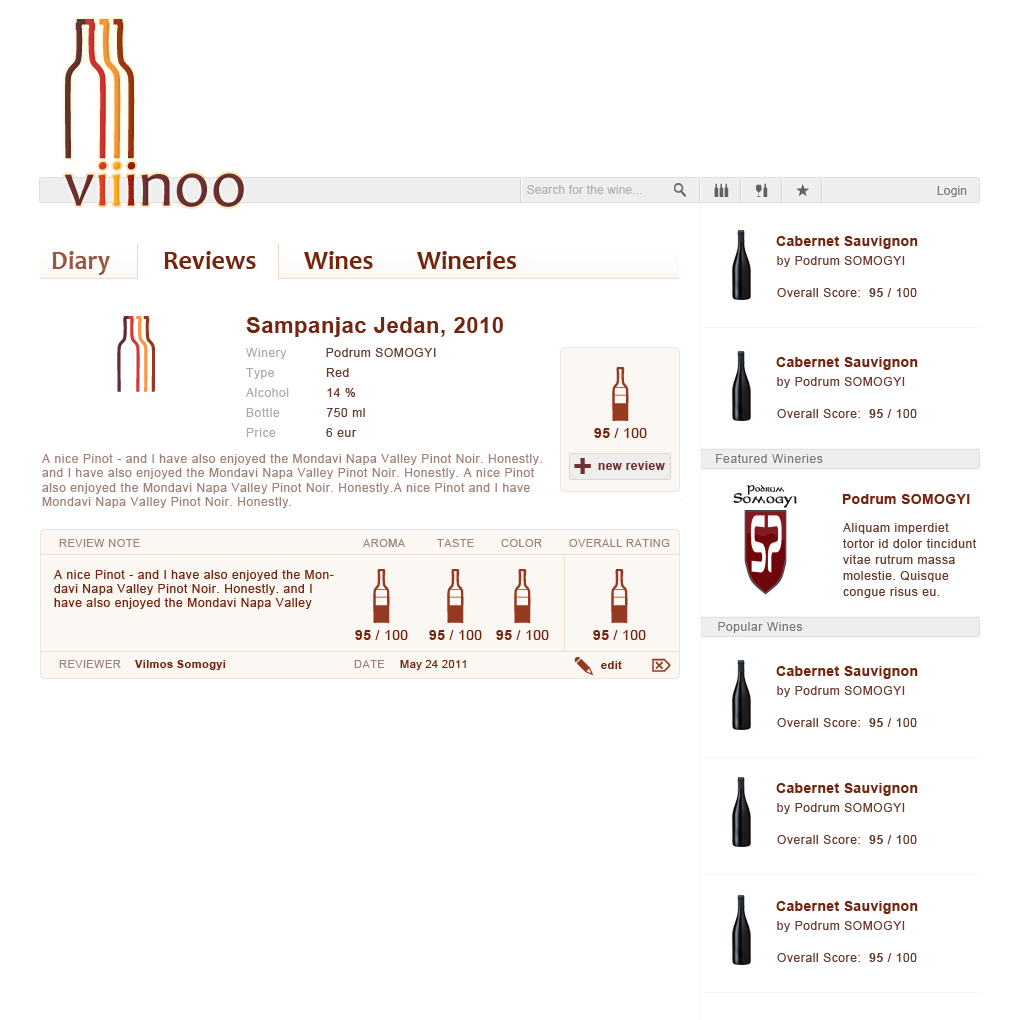 viinoo
Search for the wine...
Login
Diary
Reviews
Wines
Wineries
Sampanjac Jedan, 2010
Winery Podrum SOMOGYI
Type Red
Alcohol 14 %
Bottle 750 ml
Price 6 eur
95 / 100
new review
A nice Pinot - and I have also enjoyed the Mondavi Napa Valley Pinot Noir. Honestly.
and I have also enjoyed the Mondavi Napa Valley Pinot Noir. Honestly. A nice Pinot
also enjoyed the Mondavi Napa Valley Pinot Noir. Honestly.A nice Pinot and I have
Mondavi Napa Valley Pinot Noir. Honestly.
REVIEW NOTE AROMA TASTE COLOR OVERALL RATING
A nice Pinot - and I have also enjoyed the Mon-
davi Napa Valley Pinot Noir. Honestly. and I
have also enjoyed the Mondavi Napa Valley
95 / 100 95 / 100 95 / 100 95 / 100
REVIEWER Vilmos Somogyi DATE May 24 2011 edit
Cabernet Sauvignon
by Podrum SOMOGYI
Overall Score: 95 / 100
Cabernet Sauvignon
by Podrum SOMOGYI
Overall Score: 95 / 100
Featured Wineries
Podrum
Somogyi
SP
Podrum SOMOGYI
Aliquam imperdiet
tortor id dolor tincidunt
vitae rutrum massa
molestie. Quisque
congue risus eu.
Popular Wines
Cabernet Sauvignon
by Podrum SOMOGYI
Overall Score: 95 / 100
Cabernet Sauvignon
by Podrum SOMOGYI
Overall Score: 95 / 100
Cabernet Sauvignon
by Podrum SOMOGYI
Overall Score: 95 / 100